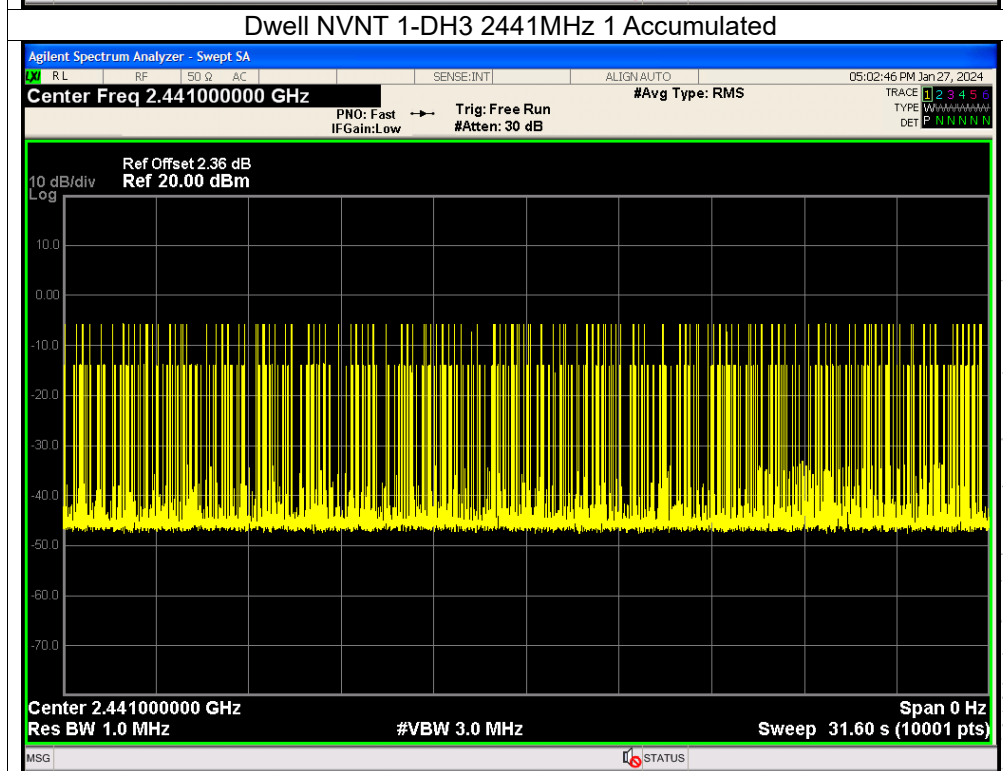 Dwell NVNT 1-DH3 2441MHz 1 Accumulated
Agilent Spectrum Analyzer - Swept SA
LXI RL RF 50 Ω AC SENSE:INT ALIGN AUTO 05:02:46 PM Jan 27, 2024
Center Freq 2.441000000 GHz #Avg Type: RMS TRACE 1 2 3 4 5 6
PNO: Fast Trig: Free Run TYPE WWWWWW
IFGain:Low #Atten: 30 dB DET P N N N N N
Ref Offset 2.36 dB
10 dB/div Ref 20.00 dBm
Log
10.0
0.00
-10.0
-20.0
-30.0
-40.0
-50.0
-60.0
-70.0
Center 2.441000000 GHz Span 0 Hz
Res BW 1.0 MHz #VBW 3.0 MHz Sweep 31.60 s (10001 pts)
MSG STATUS